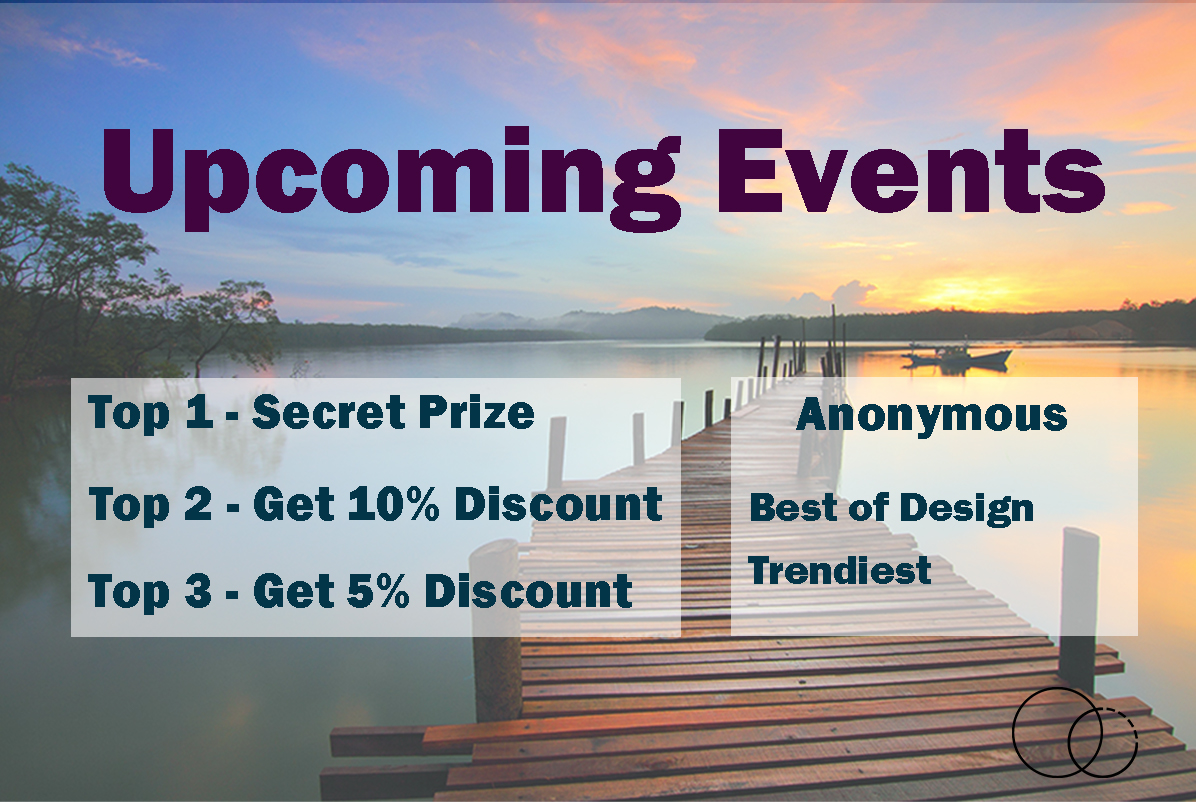 Upcoming Events
Top 1 - Secret Prize
Top 2 - Get 10% Discount
Top 3 - Get 5% Discount
Anonymous
Best of Design
Trendiest